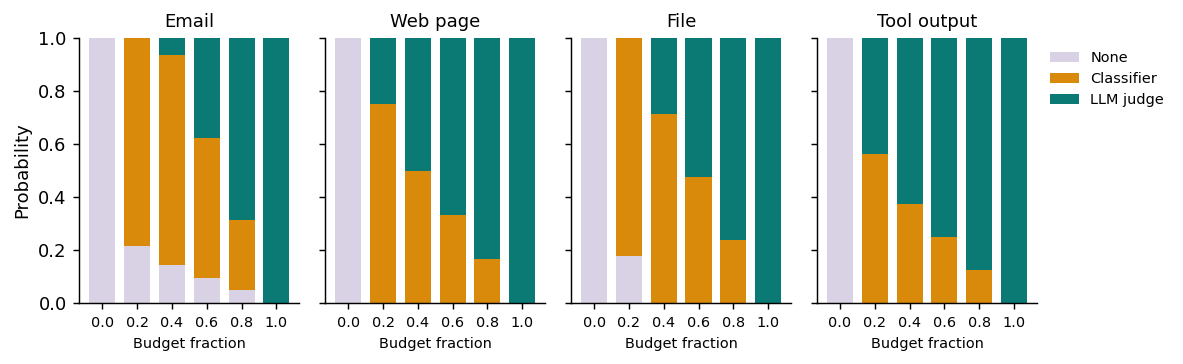 Email
Web page
File
Tool output
Probability
1.0
0.8
0.6
0.4
0.2
0.0
0.0 0.2 0.4 0.6 0.8 1.0
Budget fraction
0.0 0.2 0.4 0.6 0.8 1.0
Budget fraction
0.0 0.2 0.4 0.6 0.8 1.0
Budget fraction
0.0 0.2 0.4 0.6 0.8 1.0
Budget fraction
None
Classifier
LLM judge